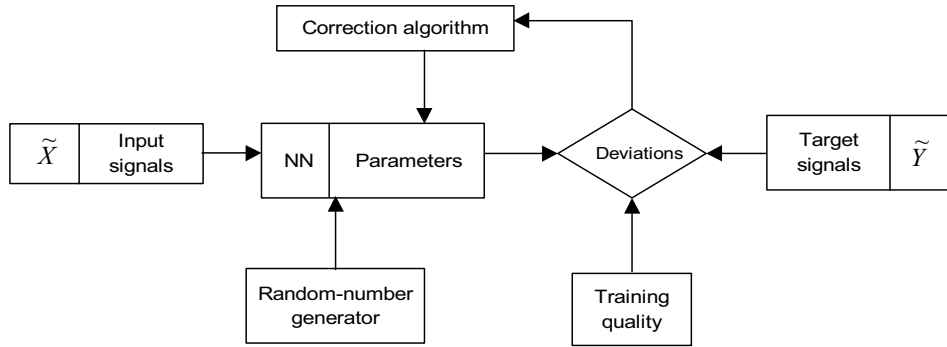 Correction algorithm
X̃
Input
signals
NN
Parameters
Deviations
Target
signals
Ỹ
Random-number
generator
Training
quality